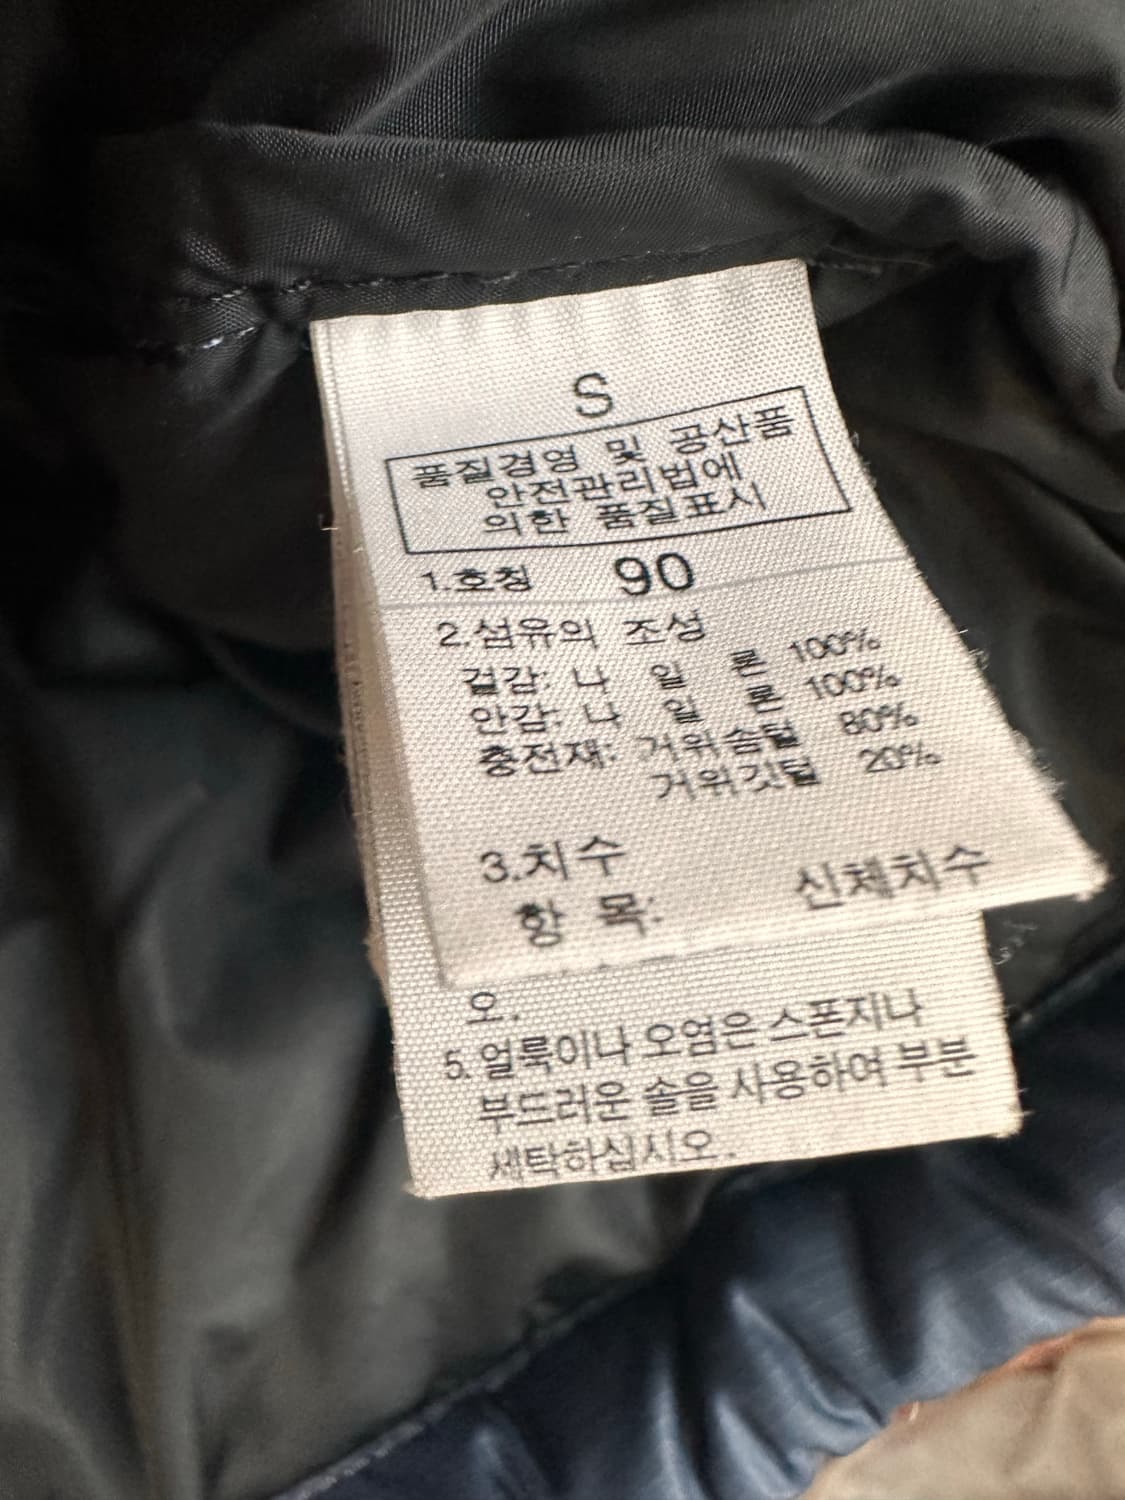 S
품질경영 및 공산품
안전관리법에
의한 품질표시
1.호칭 90
2.섬유의 조성
겉감: 나 일 론 100%
안감: 나 일 론 100%
충전재: 거위솜털 80%
거위깃털 20%
3.치수
항 목: 신체치수
오.
5. 얼룩이나 오염은 스폰지나
부드러운 솔을 사용하여 부분
세탁하십시오.